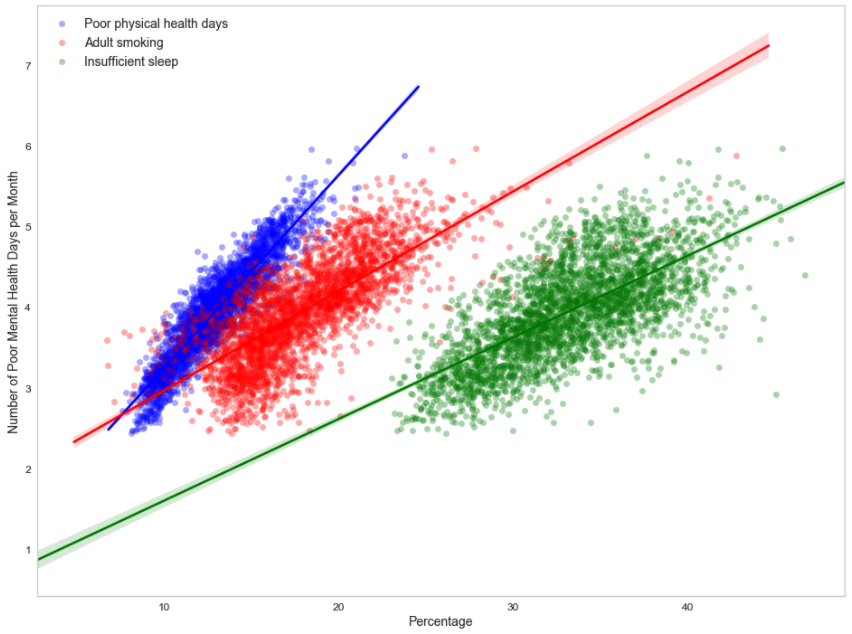 Poor physical health days
Adult smoking
Insufficient sleep
Number of Poor Mental Health Days per Month
7
6
5
4
3
2
1
10 20 30 40
Percentage